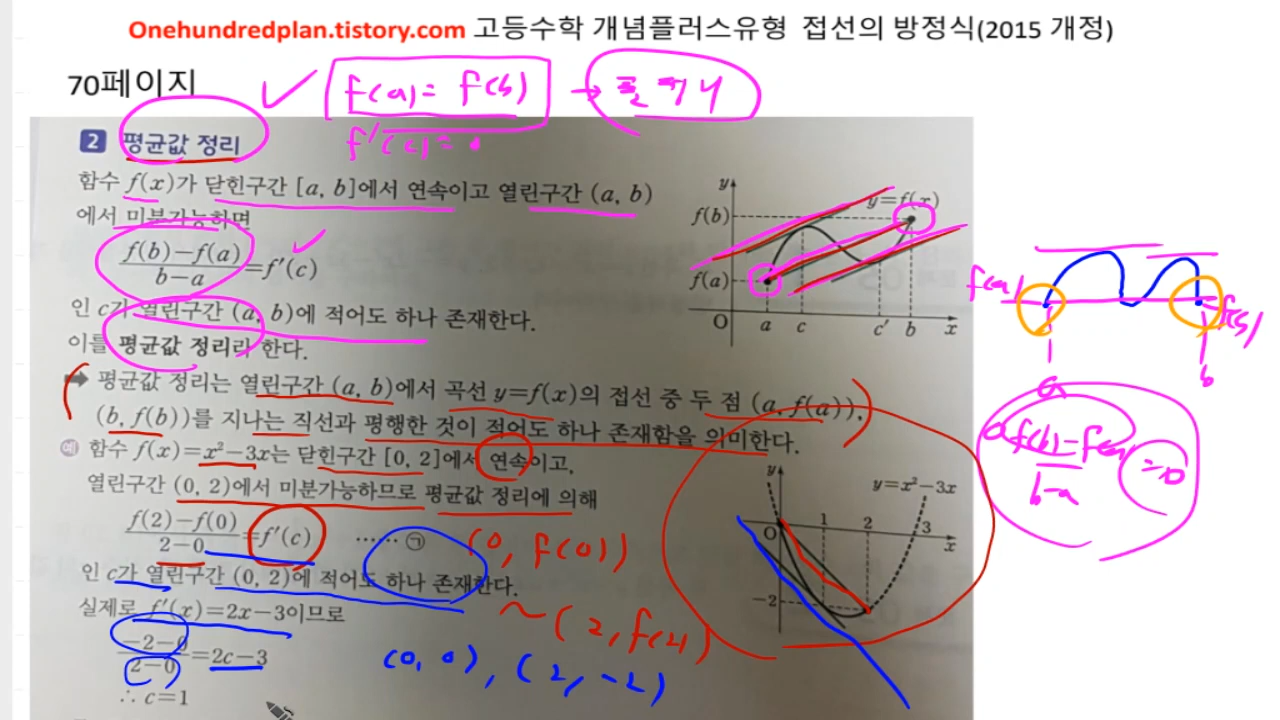 Onehundredplan.tistory.com 고등수학 개념플러스유형 접선의 방정식(2015 개정)
70페이지
f(a) = f(b) →
f'(c) = 0
2 평균값 정리
함수 f(x)가 닫힌구간 [a, b]에서 연속이고 열린구간 (a, b)
에서 미분가능하면
f(b)-f(a)
b-a
=f'(c)
인 c가 열린구간 (a, b)에 적어도 하나 존재한다.
이를 평균값 정리라 한다.
➡ 평균값 정리는 열린구간 (a, b)에서 곡선 y=f(x)의 접선 중 두 점 (a, f(a)),
(b, f(b))를 지나는 직선과 평행한 것이 적어도 하나 존재함을 의미한다.
예 함수 f(x)=x²-3x는 닫힌구간 [0, 2]에서 연속이고,
열린구간 (0, 2)에서 미분가능하므로 평균값 정리에 의해
f(2)-f(0)
2-0
=f'(c) …… ㉠
인 c가 열린구간 (0, 2)에 적어도 하나 존재한다.
실제로 f'(x)=2x-3이므로
-2-0
2-0
=2c-3
∴ c=1
y
y=f(x)
f(b)
f(a)
O a c c' b x
f(a) f(b)
a b
f(b)-f(a)
b-a
=0
y
y=x²-3x
O 1 2 3 x
-2
(0, f(0))
~(2, f(2))
(0, 0), (2, -2)